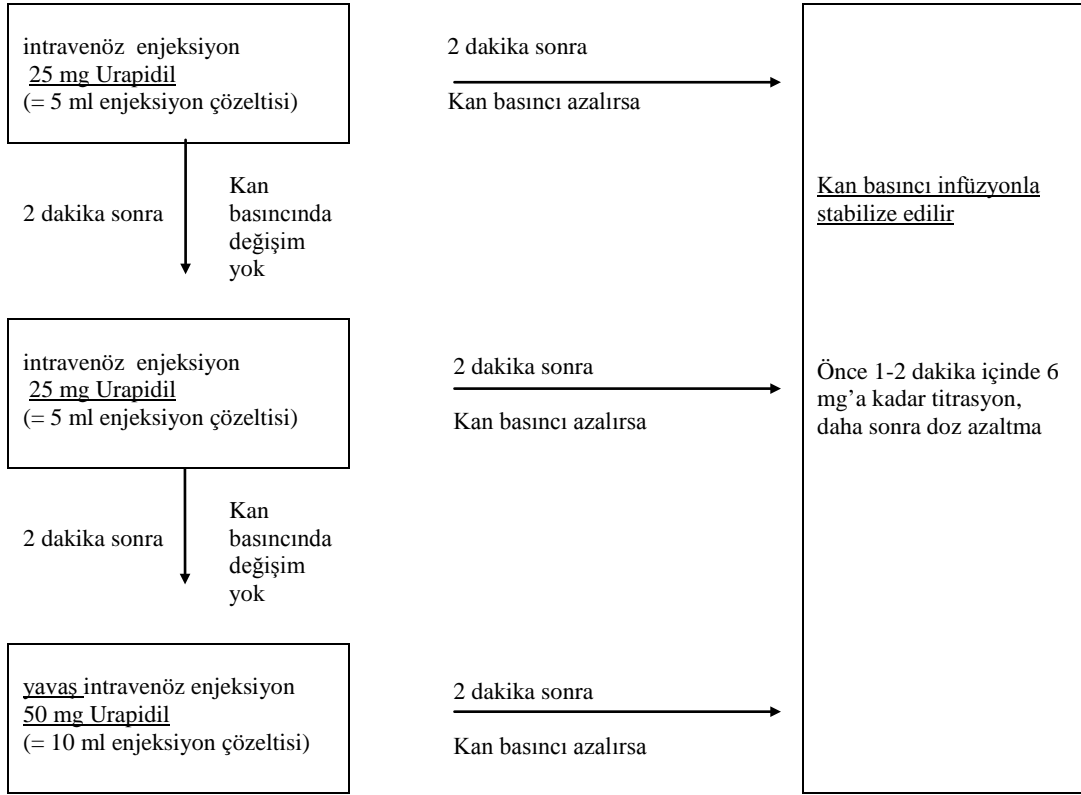 intravenöz enjeksiyon
25 mg Urapidil
(= 5 ml enjeksiyon çözeltisi)
2 dakika sonra
Kan basıncı azalırsa
2 dakika sonra
Kan
basıncında
değişim
yok
intravenöz enjeksiyon
25 mg Urapidil
(= 5 ml enjeksiyon çözeltisi)
2 dakika sonra
Kan basıncı azalırsa
2 dakika sonra
Kan
basıncında
değişim
yok
yavaş intravenöz enjeksiyon
50 mg Urapidil
(= 10 ml enjeksiyon çözeltisi)
2 dakika sonra
Kan basıncı azalırsa
Kan basıncı infüzyonla
stabilize edilir
Önce 1-2 dakika içinde 6
mg’a kadar titrasyon,
daha sonra doz azaltma